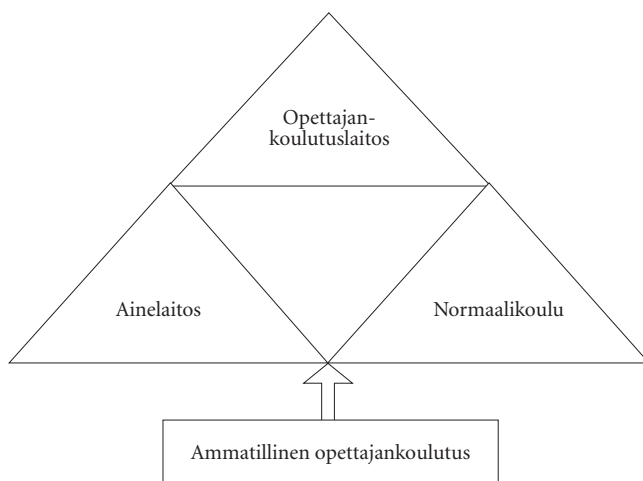 Opettajan-
koulutuslaitos
Ainelaitos
Normaalikoulu
Ammatillinen opettajankoulutus